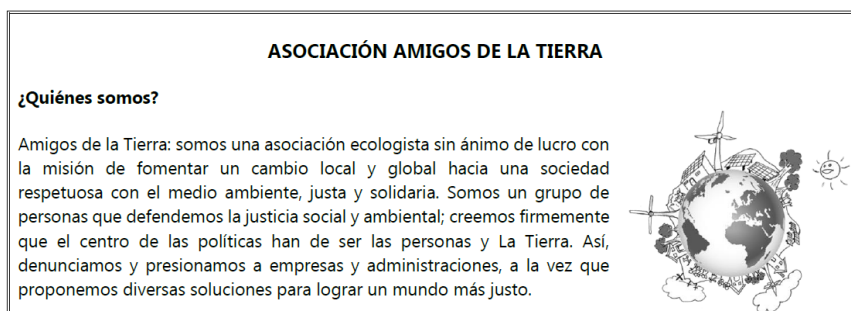 ASOCIACIÓN AMIGOS DE LA TIERRA
¿Quiénes somos?
Amigos de la Tierra: somos una asociación ecologista sin ánimo de lucro con
la misión de fomentar un cambio local y global hacia una sociedad
respetuosa con el medio ambiente, justa y solidaria. Somos un grupo de
personas que defendemos la justicia social y ambiental; creemos firmemente
que el centro de las políticas han de ser las personas y La Tierra. Así,
denunciamos y presionamos a empresas y administraciones, a la vez que
proponemos diversas soluciones para lograr un mundo más justo.